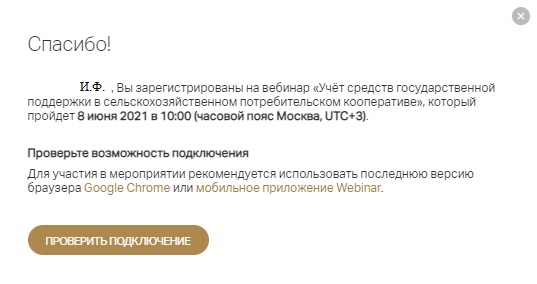 Спасибо!
И.Ф. , Вы зарегистрированы на вебинар «Учёт средств государственной
поддержки в сельскохозяйственном потребительском кооперативе», который
пройдет 8 июня 2021 в 10:00 (часовой пояс Москва, UTC+3).
Проверьте возможность подключения
Для участия в мероприятии рекомендуется использовать последнюю версию
браузера Google Chrome или мобильное приложение Webinar.
ПРОВЕРИТЬ ПОДКЛЮЧЕНИЕ